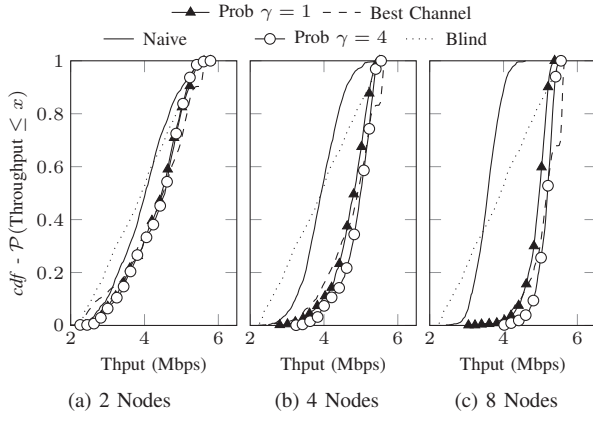 Prob γ = 1 Best Channel
Naive Prob γ = 4 Blind
cdf - P(Throughput ≤ x)
1
0.8
0.6
0.4
0.2
0
2 4 6
2 4 6
2 4 6
Thput (Mbps) Thput (Mbps) Thput (Mbps)
(a) 2 Nodes (b) 4 Nodes (c) 8 Nodes